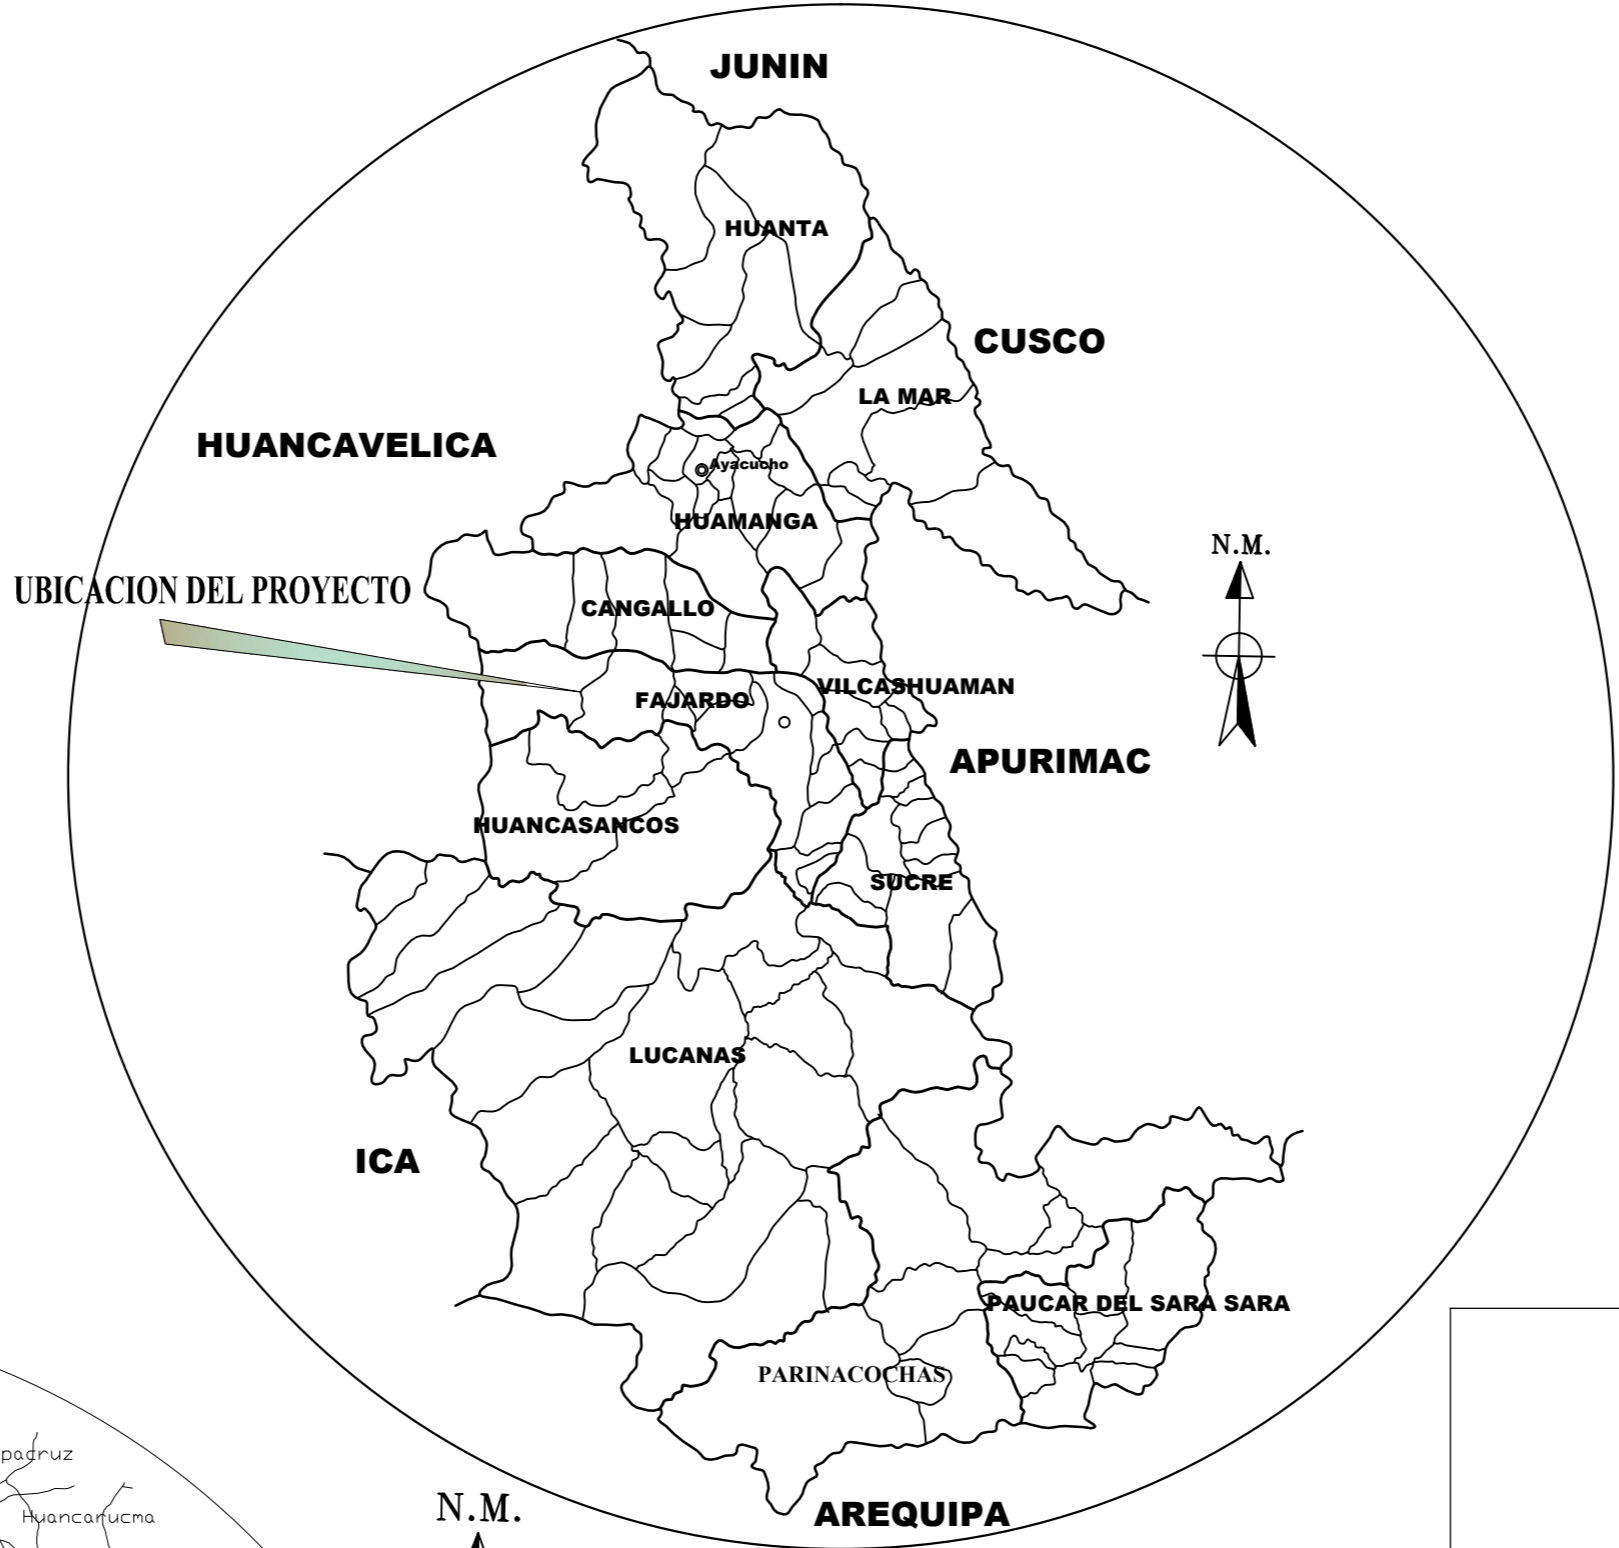 JUNIN
HUANTA
CUSCO
LA MAR
HUANCAVELICA
Ayacucho
HUAMANGA
N.M.
UBICACION DEL PROYECTO
CANGALLO
VILCASHUAMAN
FAJARDO
APURIMAC
HUANCASANCOS
SUCRE
LUCANAS
ICA
PAUCAR DEL SARA SARA
PARINACOCHAS
pacruz
N.M.
AREQUIPA
Huancarucma